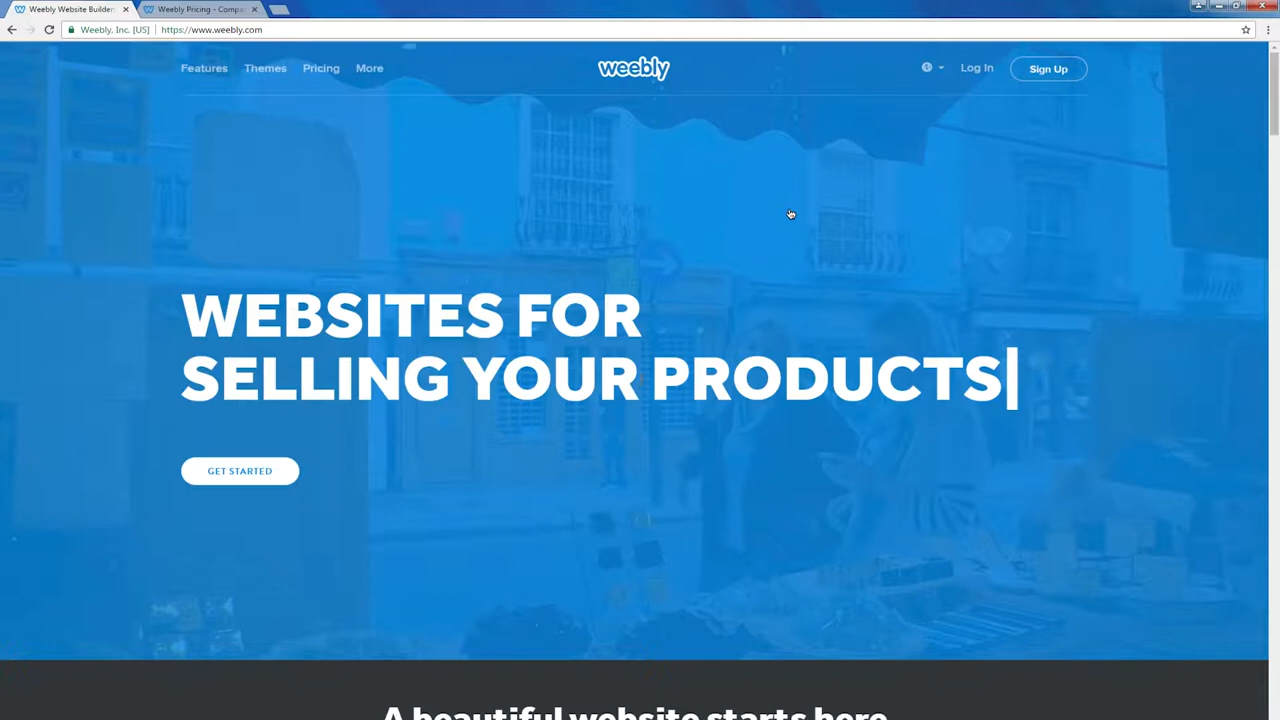 Weebly Website Builder
Weebly Pricing - Compa
Weebly, Inc. [US] https://www.weebly.com
Features Themes Pricing More weebly Log In Sign Up
WEBSITES FOR
SELLING YOUR PRODUCTS
GET STARTED
A beautiful website starts here